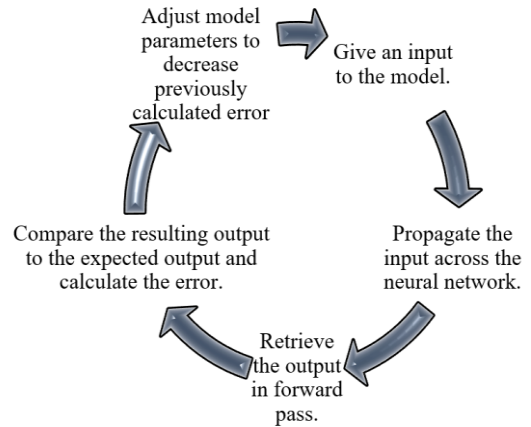 Adjust model
parameters to
decrease
previously
calculated error
Give an input
to the model.
Propagate the
input across the
neural network.
Retrieve
the output
in forward
pass.
Compare the resulting output
to the expected output and
calculate the error.